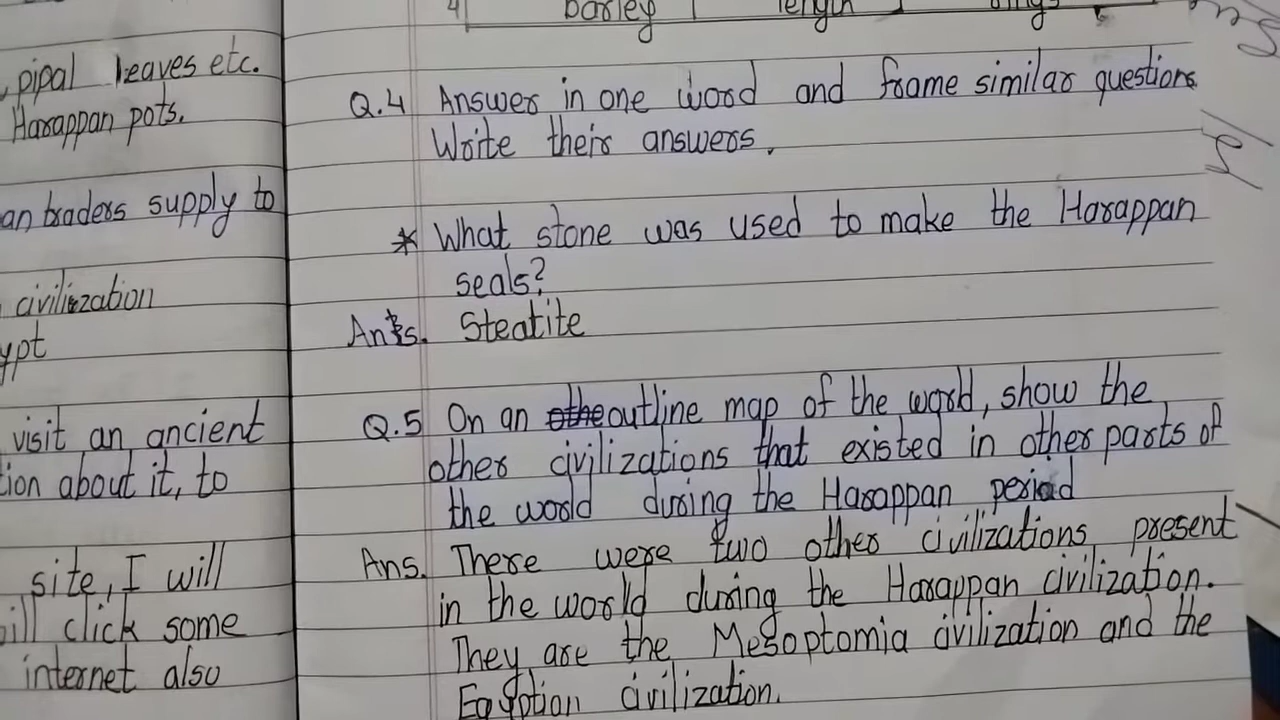 pipal leaves etc.
Harappan pots.
an traders supply to
civilization
ypt
visit an ancient
tion about it, to
site, I will
ill click some
internet also
4 barley length
Q.4 Answer in one word and frame similar questions
Write their answers.
* What stone was used to make the Harappan
seals?
Ans. Steatite
Q.5 On an outline map of the world, show the
other civilizations that existed in other parts of
the world during the Harappan period
Ans. There were two other civilizations present
in the world during the Harappan civilization.
They are the Mesoptomia civilization and the
Egyption civilization.